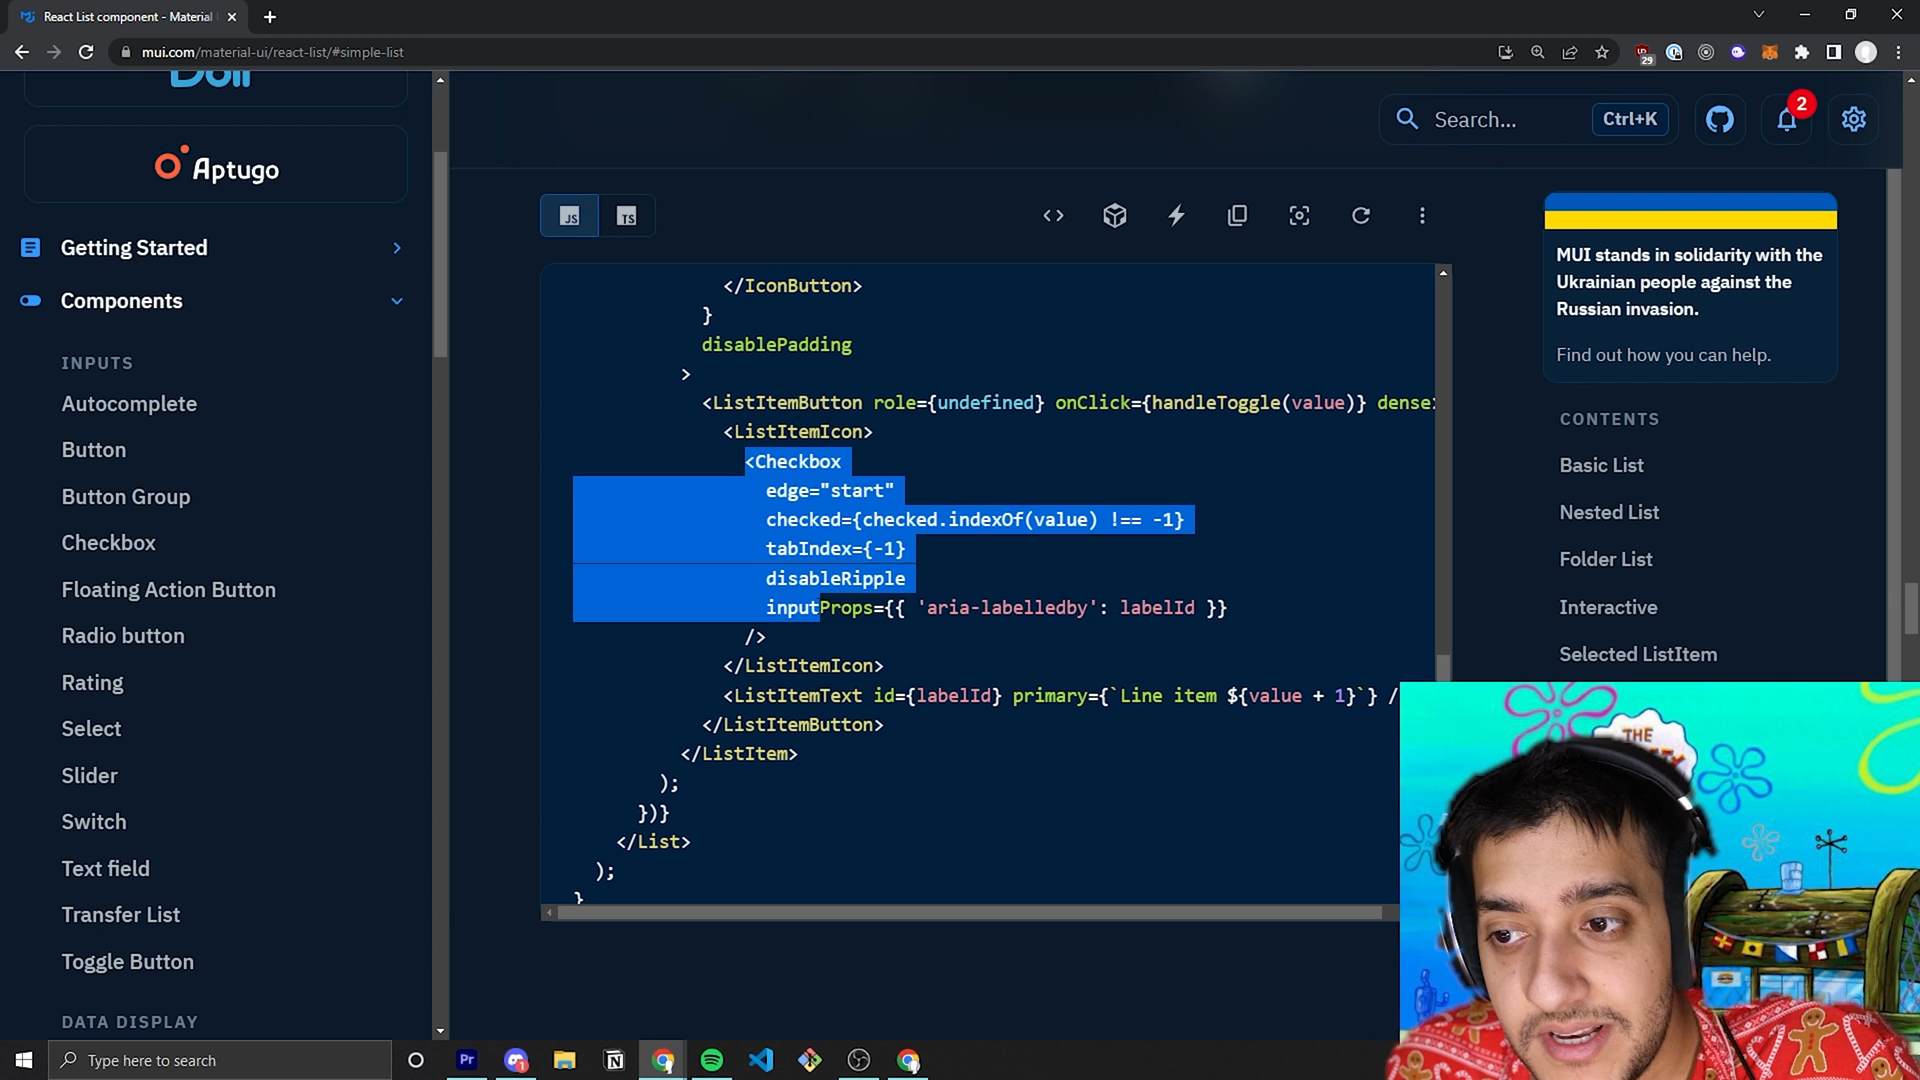 React List component - Material
mui.com/material-ui/react-list/#simple-list
29
Doit
Aptugo
Search...
Ctrl+K
2
Getting Started
Components
INPUTS
Autocomplete
Button
Button Group
Checkbox
Floating Action Button
Radio button
Rating
Select
Slider
Switch
Text field
Transfer List
Toggle Button
DATA DISPLAY
JS
TS
</IconButton>
}
disablePadding
>
<ListItemButton role={undefined} onClick={handleToggle(value)} dense>
<ListItemIcon>
<Checkbox
edge="start"
checked={checked.indexOf(value) !== -1}
tabIndex={-1}
disableRipple
inputProps={{ 'aria-labelledby': labelId }}
/>
</ListItemIcon>
<ListItemText id={labelId} primary={`Line item ${value + 1}`} /
</ListItemButton>
</ListItem>
);
})}
</List>
);
}
MUI stands in solidarity with the
Ukrainian people against the
Russian invasion.
Find out how you can help.
CONTENTS
Basic List
Nested List
Folder List
Interactive
Selected ListItem
THE
Type here to search
Pr
1
N